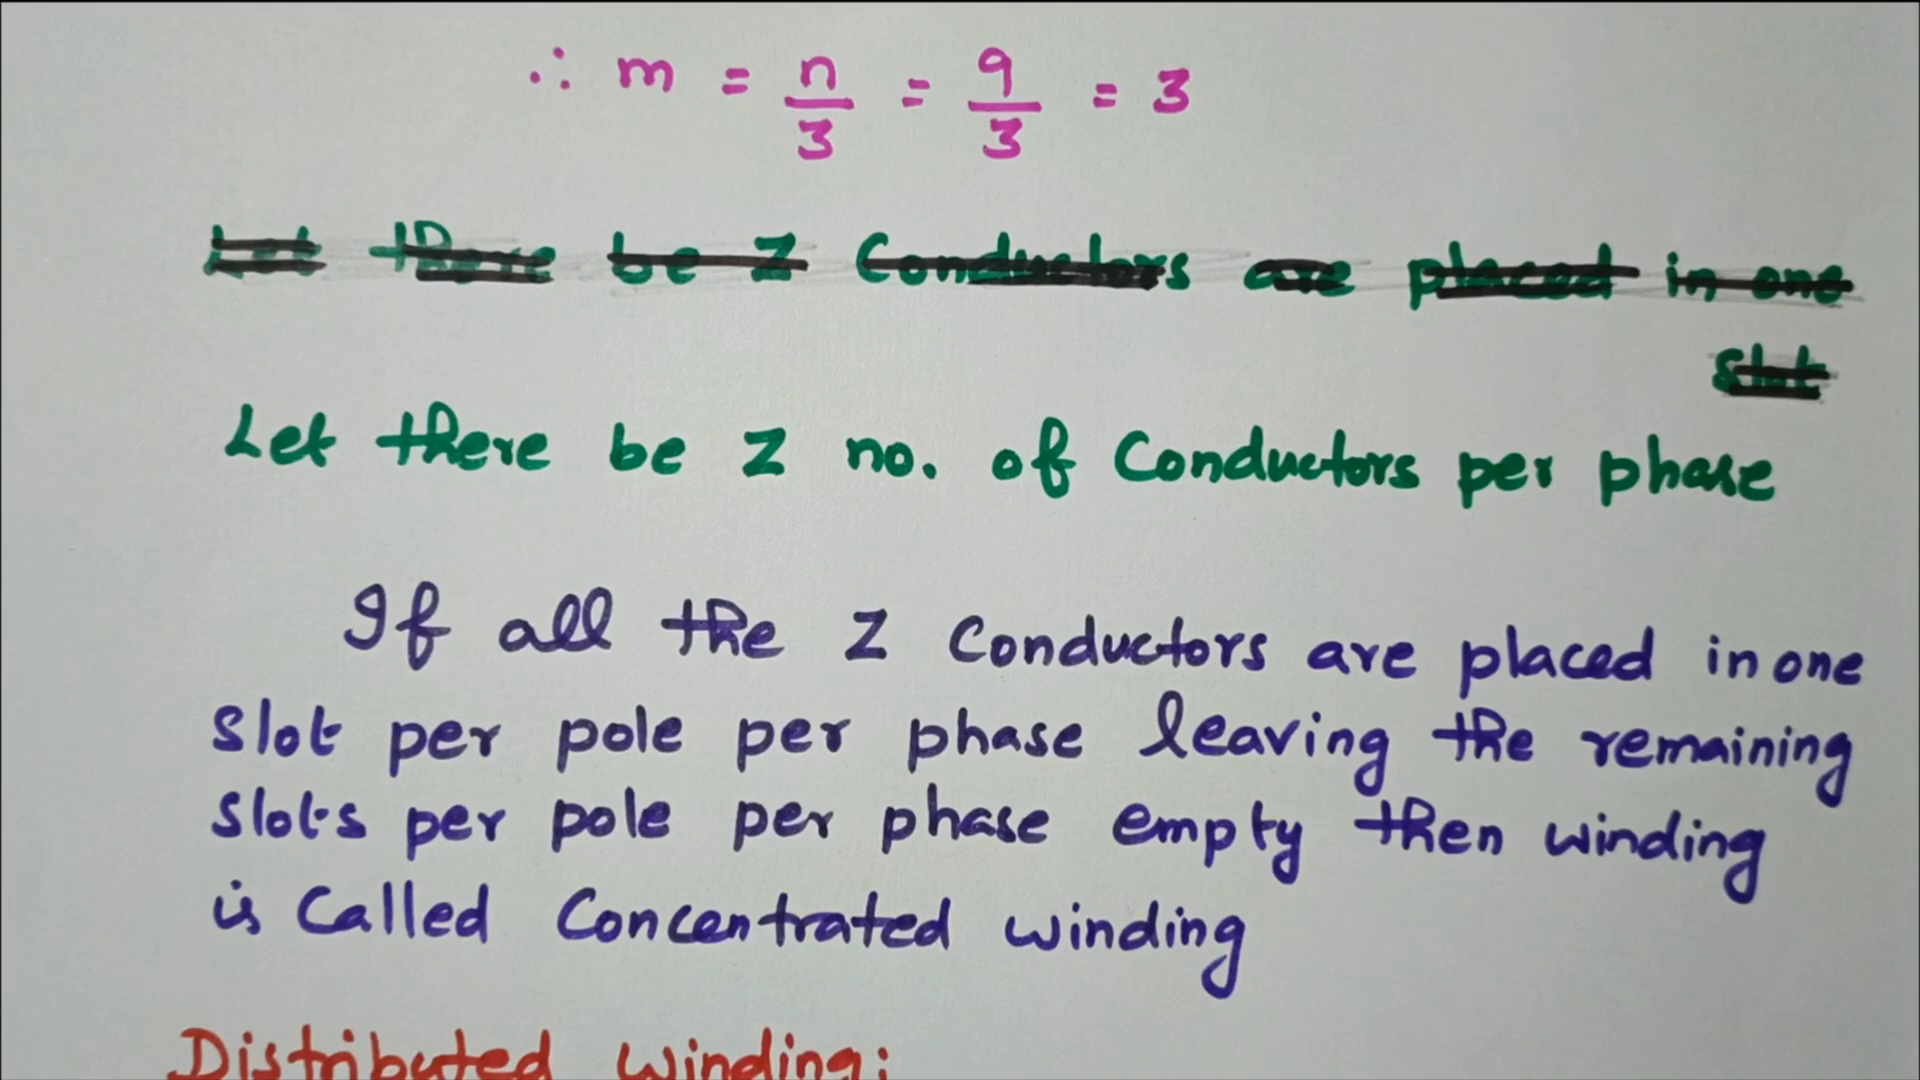 ∴ m = n/3 = 9/3 = 3
Let there be Z Conductors are placed in one
Slot
Let there be Z no. of Conductors per phase
If all the Z Conductors are placed in one
Slot per pole per phase leaving the remaining
Slots per pole per phase empty then winding
is Called Concentrated winding
Distributed winding: